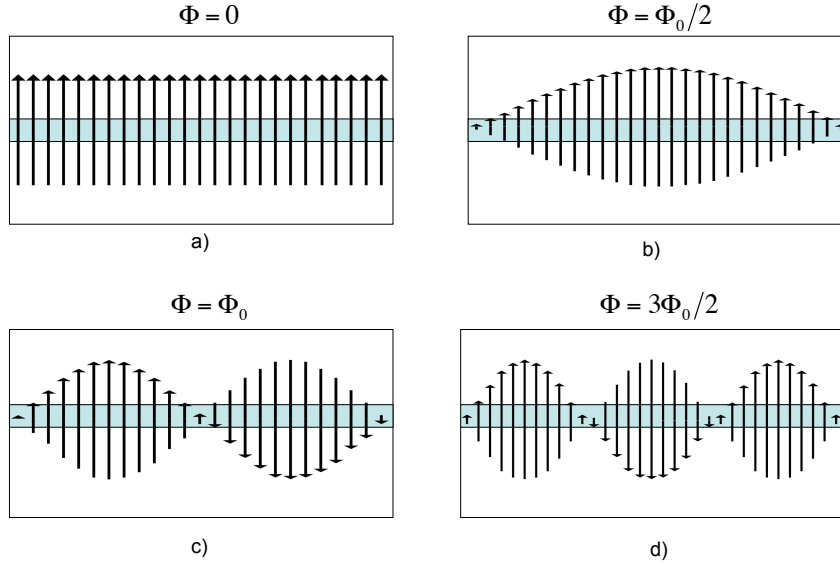 Φ = 0
Φ = Φ₀/2
a)
b)
Φ = Φ₀
Φ = 3Φ₀/2
c)
d)